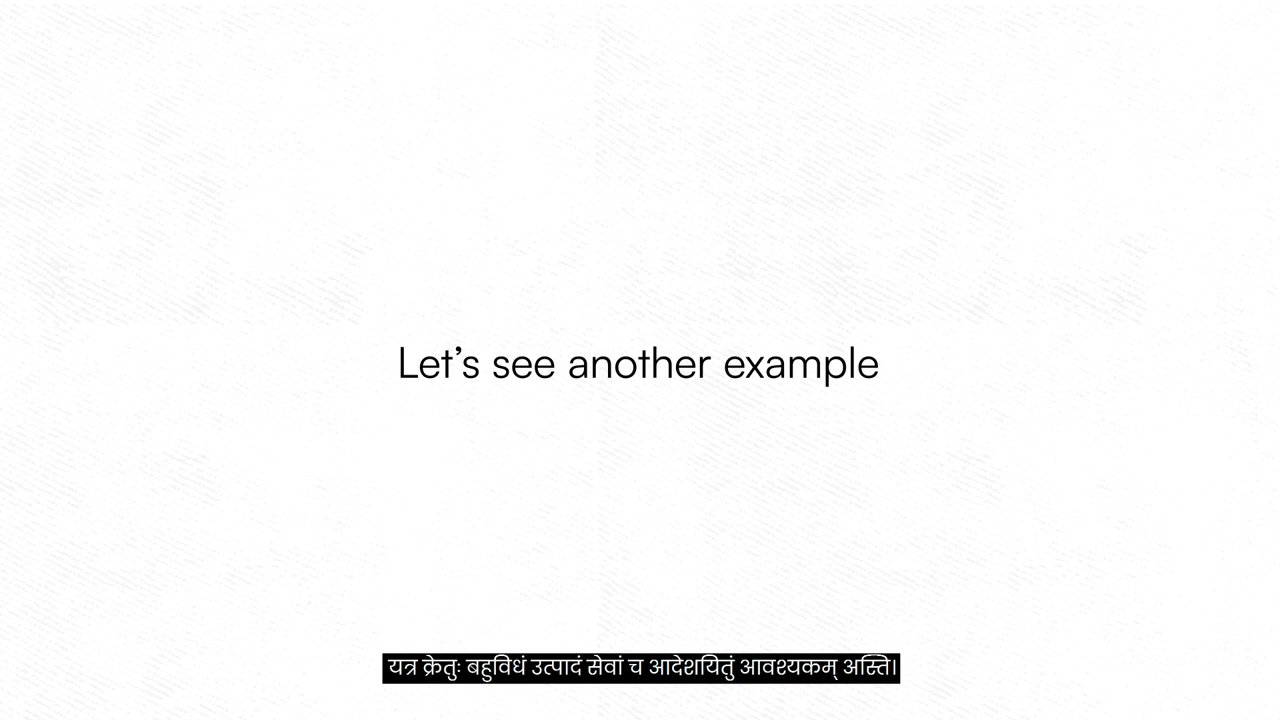 Let’s see another example
यत्र क्रेतुः बहुविधं उत्पादं सेवां च आदेशयितुं आवश्यकम् अस्ति।